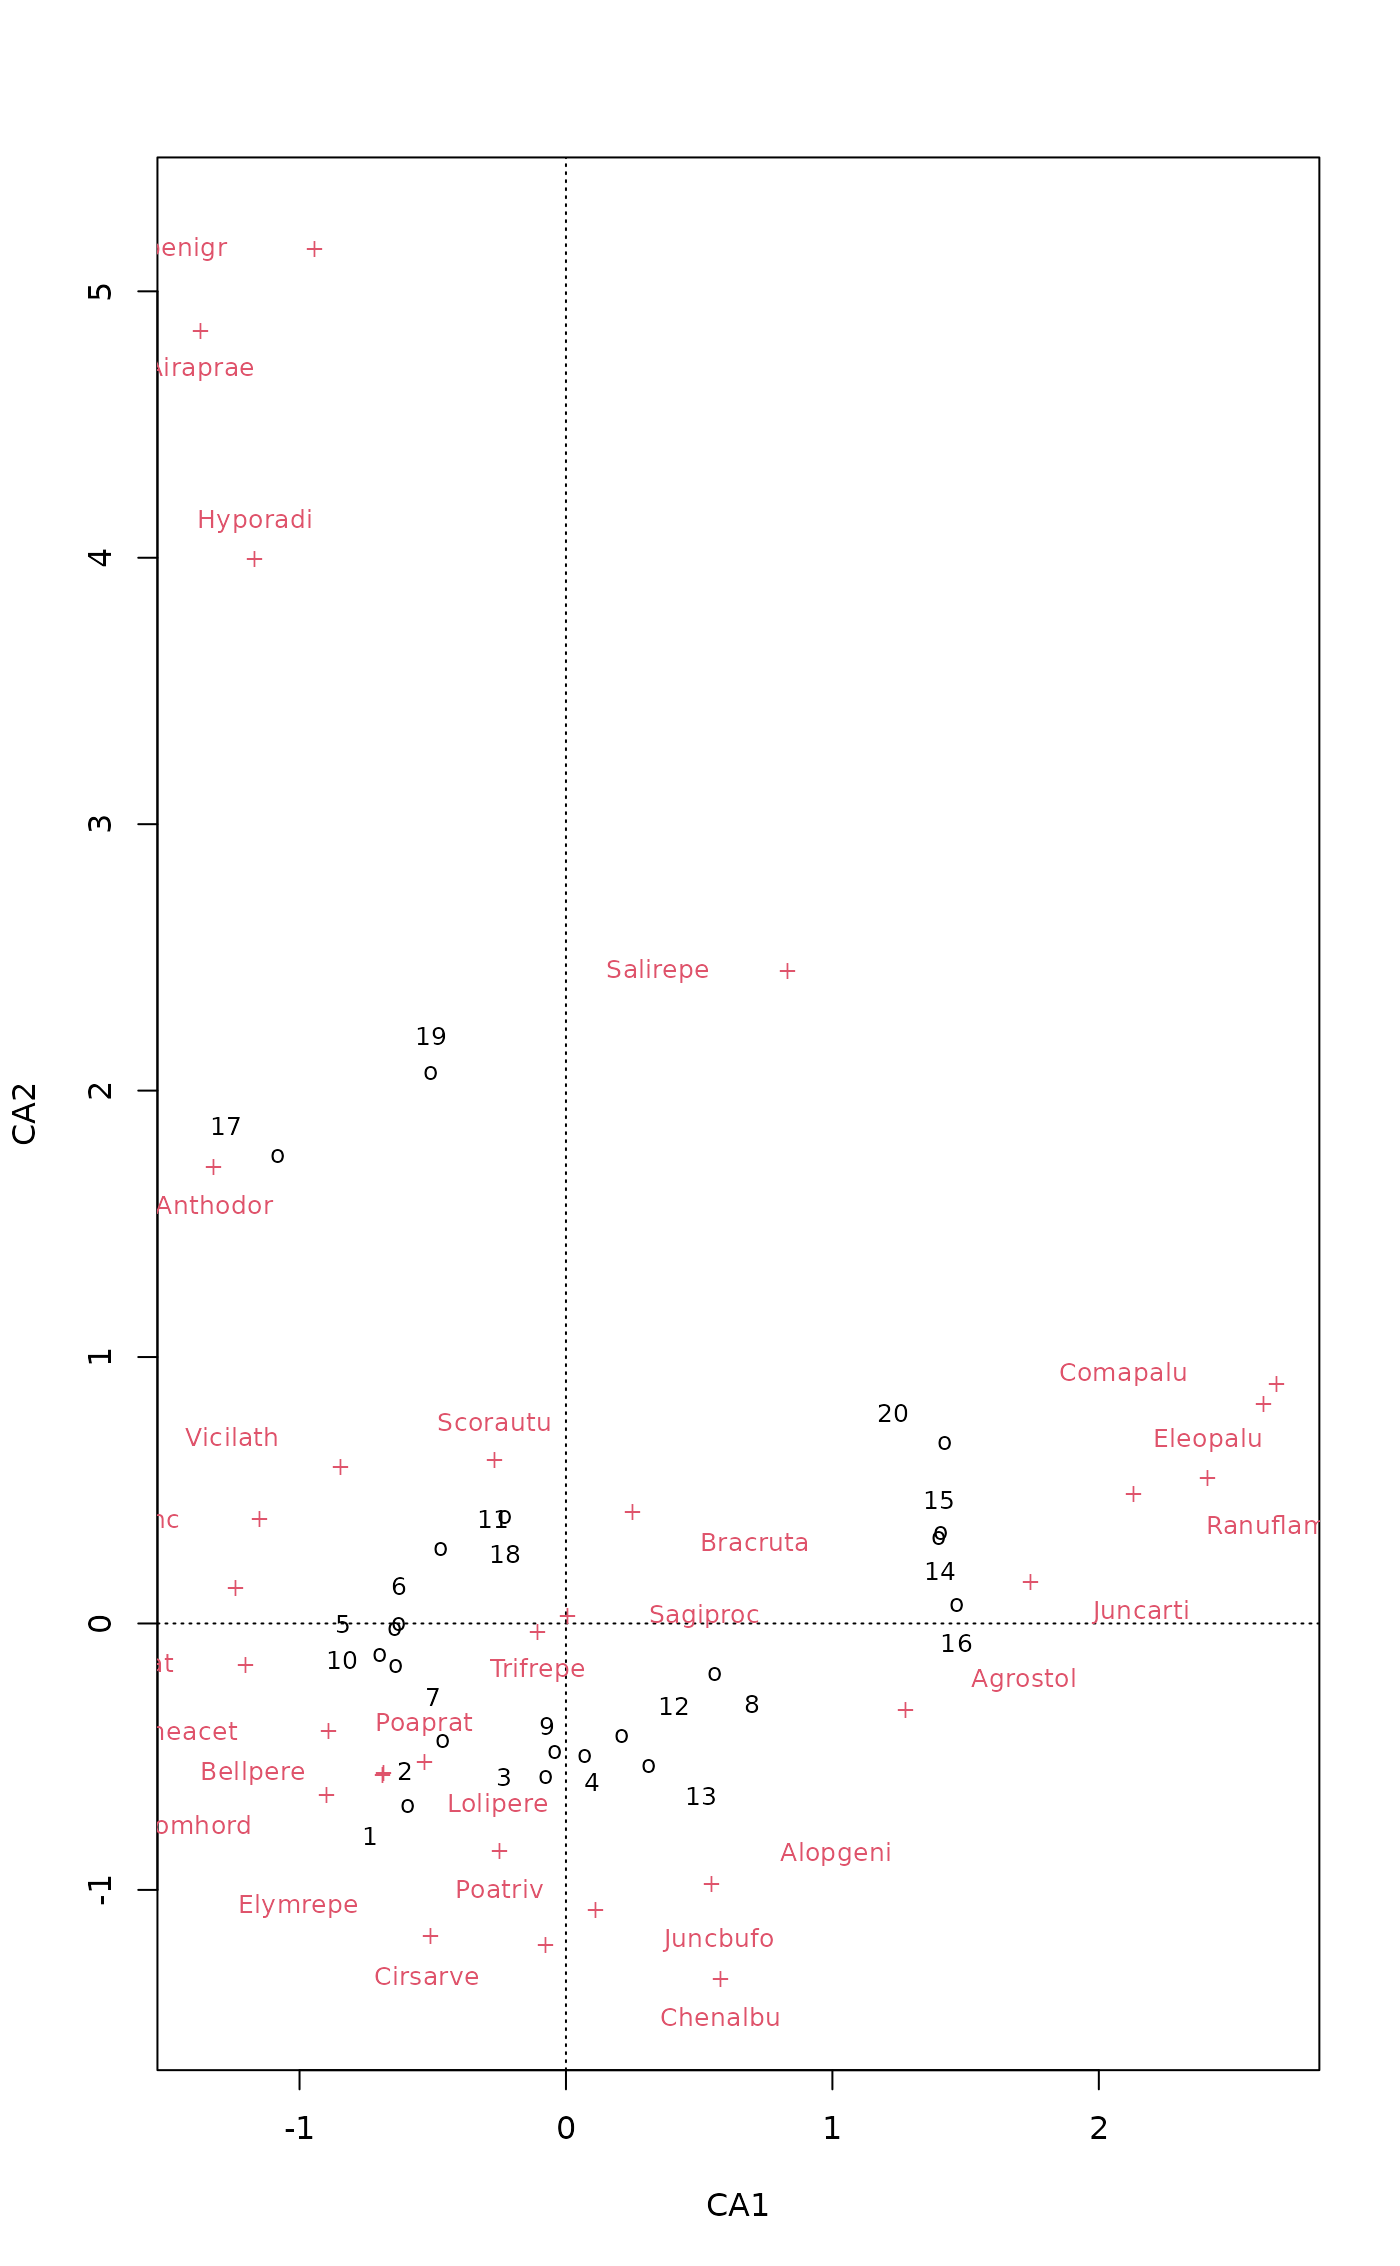 enigr
5
iraprae
Hyporadi
4
3
Salirepe
19
2
CA2
17
Anthodor
1
Comapalu
20
Scorautu
Vicilath
Eleopalu
15
11
nc
Ranuflam
Bracruta
18
14
6
Sagiproc
Juncarti
0
5
16
10
at
Trifrepe
Agrostol
7
12
8
Poaprat
9
neacet
Bellpere
2
3
4
13
Lolipere
omhord
1
Alopgeni
-1
Poatriv
Elymrepe
Juncbufo
Cirsarve
Chenalbu
-1
0
1
2
CA1